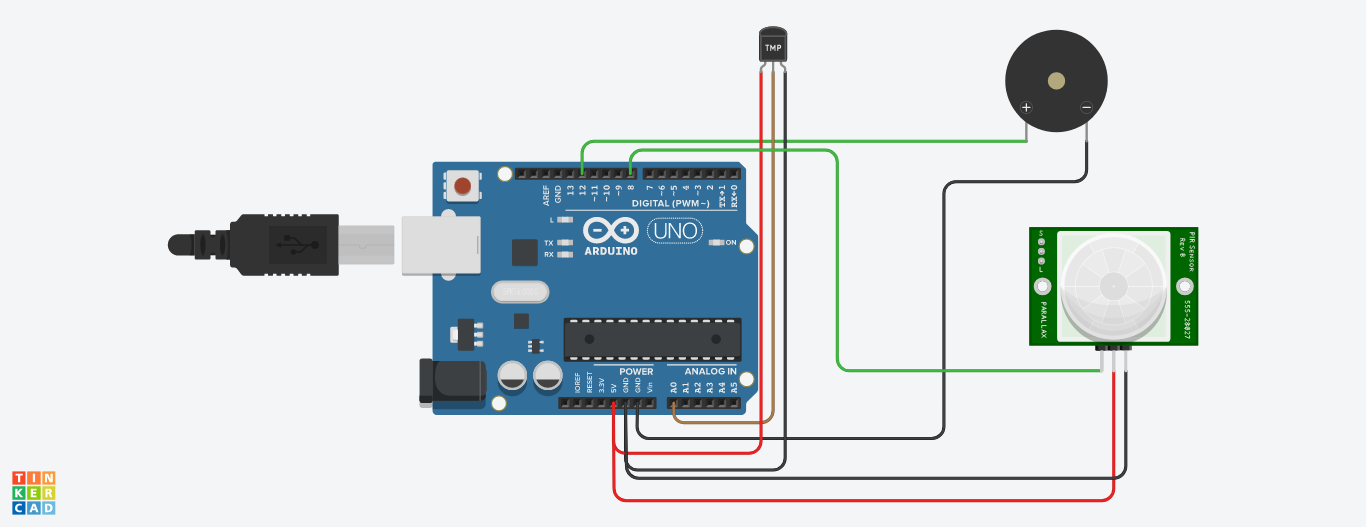 TMP
+
−
AREF
GND
13
12
~11
~10
~9
8
7
~6
~5
4
~3
2
TX→1
RX←0
DIGITAL (PWM~)
L
TX
RX
ARDUINO
UNO
ON
POWER
ANALOG IN
IOREF
RESET
3.3V
5V
GND
GND
Vin
A0
A1
A2
A3
A4
A5
S
L
PARALLAX
PIR SENSOR
Rev B
555-28027
TIN
KER
CAD